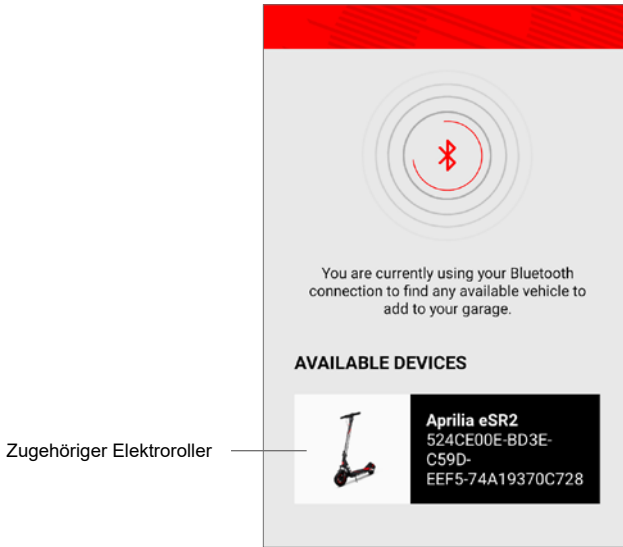 You are currently using your Bluetooth
connection to find any available vehicle to
add to your garage.
AVAILABLE DEVICES
Zugehöriger Elektroroller
Aprilia eSR2
524CE00E-BD3E-
C59D-
EEF5-74A19370C728